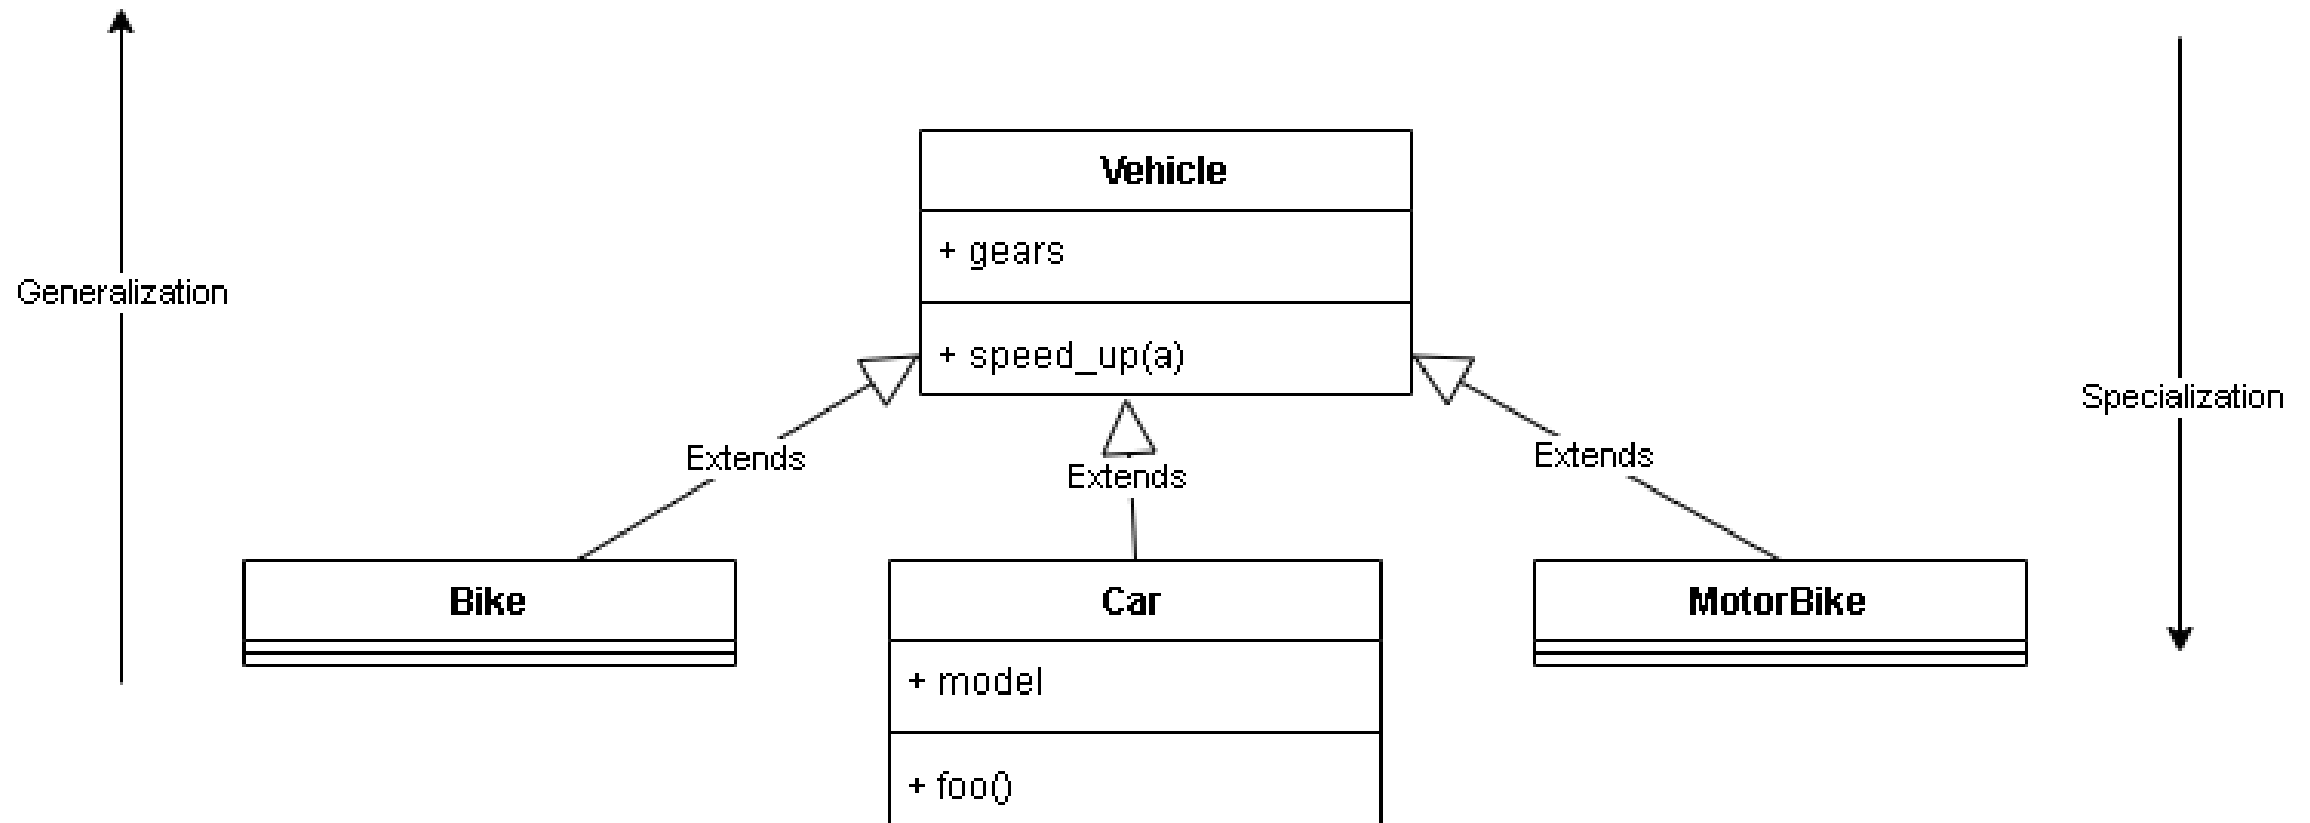 Vehicle
+ gears
Generalization
+ speed_up(a)
Specialization
Extends
Extends
Extends
Bike
Car
MotorBike
+ model
+ foo()